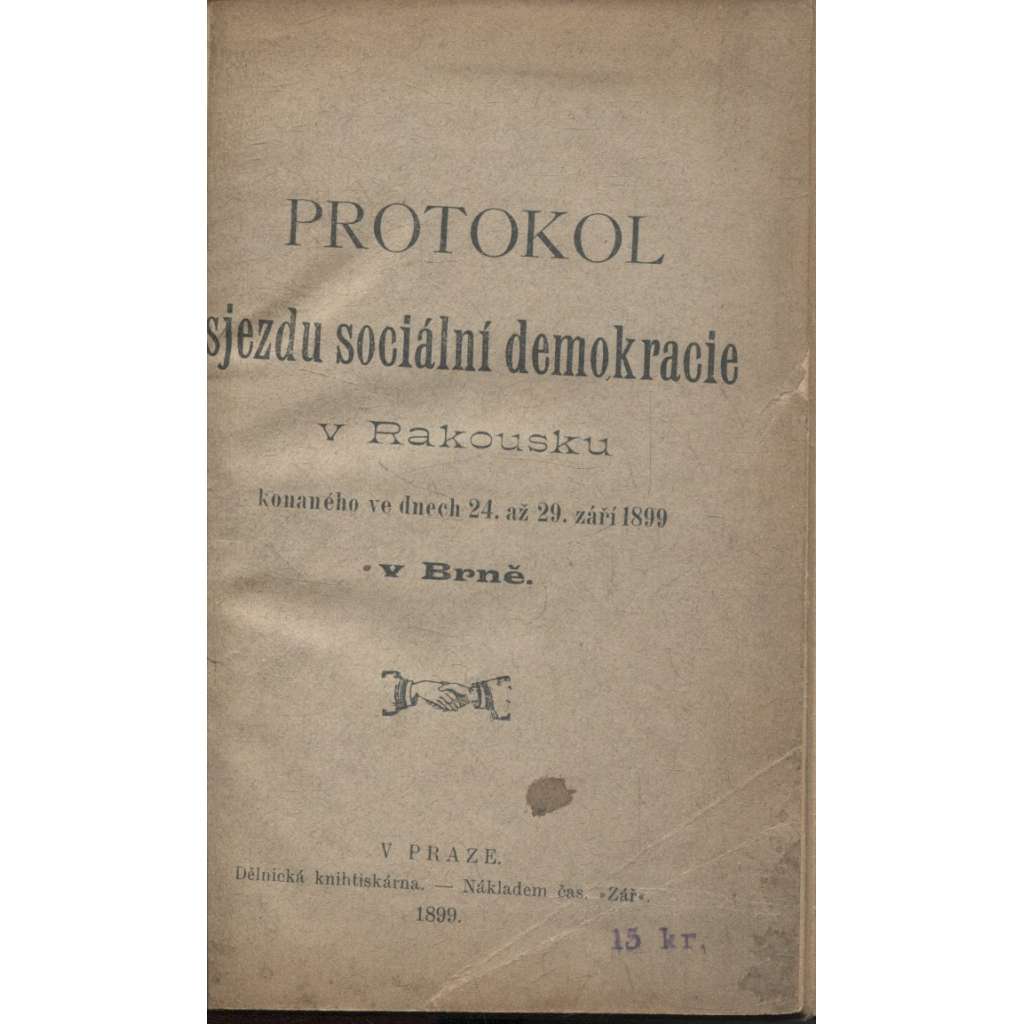 PROTOKOL
sjezdu sociální demokracie
v Rakousku
konaného ve dnech 24. až 29. září 1899
v Brně.
V PRAZE.
Dělnická knihtiskárna. — Nákladem čas. »Zář«.
1899.
15 kr.